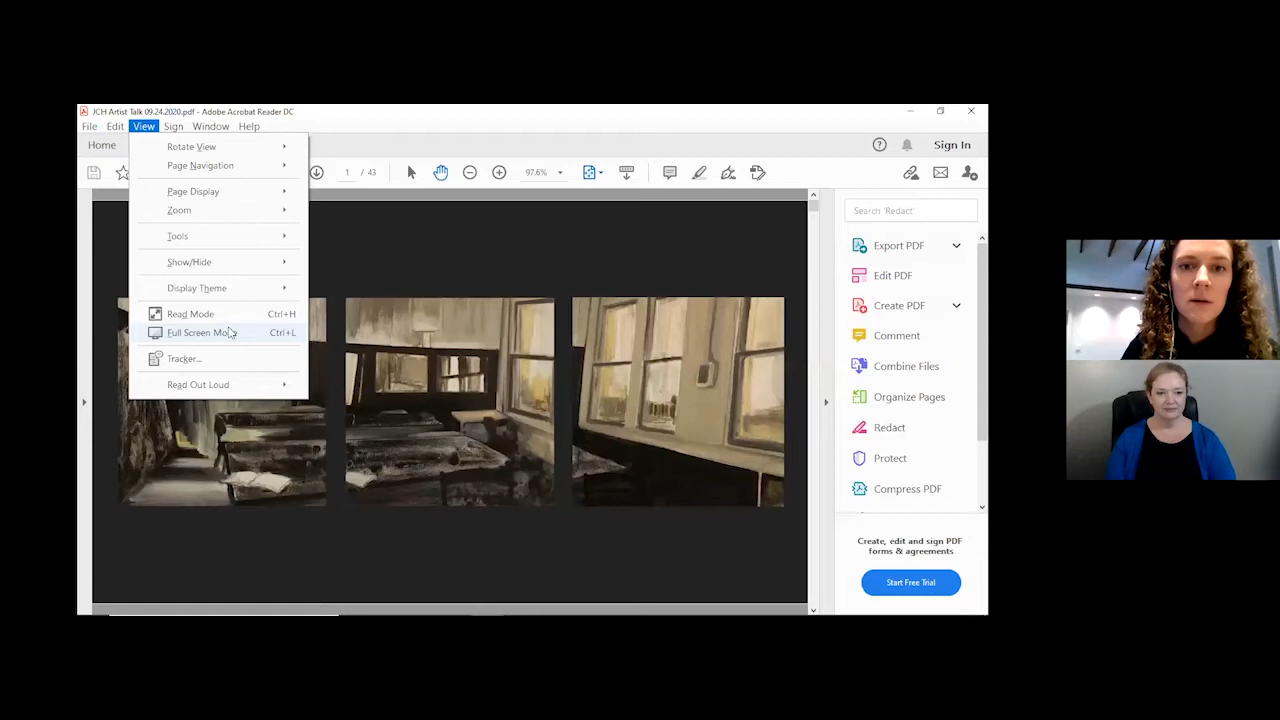 JCH Artist Talk 09.24.2020.pdf - Adobe Acrobat Reader DC
File Edit View Sign Window Help
Home
Sign In
1 / 43
97.6%
Rotate View
Page Navigation
Page Display
Zoom
Tools
Show/Hide
Display Theme
Read Mode Ctrl+H
Full Screen Mode Ctrl+L
Tracker...
Read Out Loud
Search 'Redact'
Export PDF
Edit PDF
Create PDF
Comment
Combine Files
Organize Pages
Redact
Protect
Compress PDF
Create, edit and sign PDF
forms & agreements
Start Free Trial